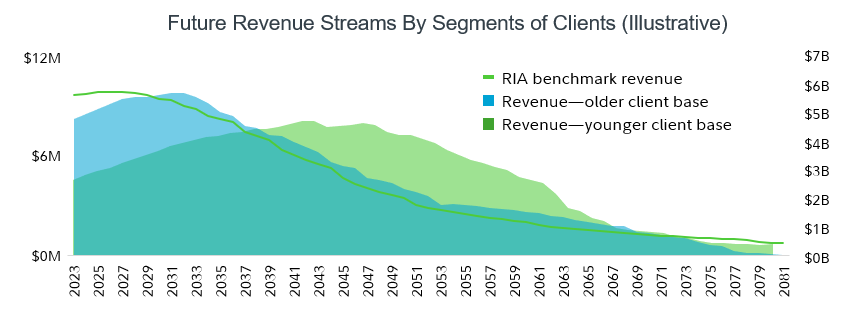 Future Revenue Streams By Segments of Clients (Illustrative)
$12M
$6M
$0M
$7B
$6B
$5B
$4B
$3B
$2B
$1B
$0B
RIA benchmark revenue
Revenue—older client base
Revenue—younger client base
2023
2025
2027
2029
2031
2033
2035
2037
2039
2041
2043
2045
2047
2049
2051
2053
2055
2057
2059
2061
2063
2065
2067
2069
2071
2073
2075
2077
2079
2081